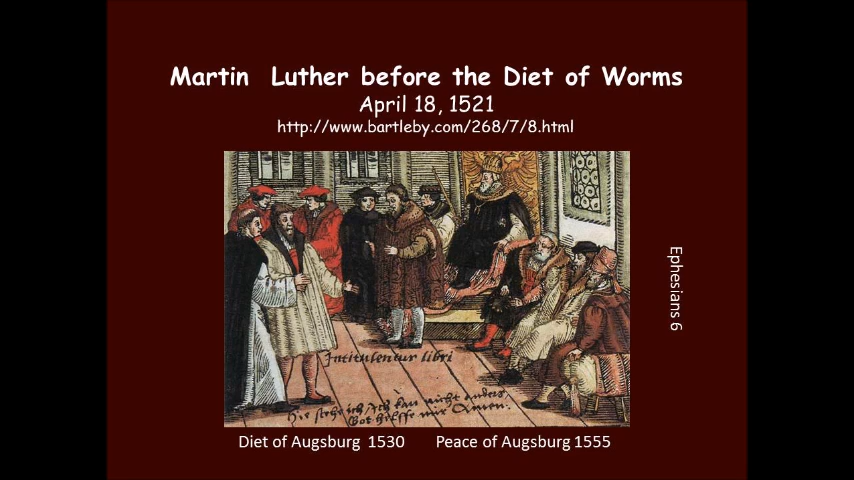 Martin Luther before the Diet of Worms
April 18, 1521
http://www.bartleby.com/268/7/8.html
Ephesians 6
Intitulentur libri
Hie stehe ich / Ich kan nicht anders /
Got helffe mir Amen.
Diet of Augsburg 1530 Peace of Augsburg 1555